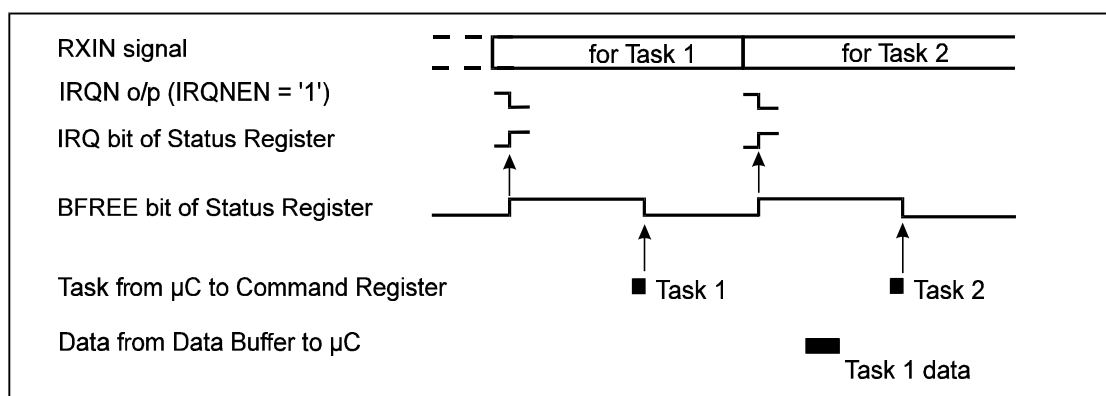 RXIN signal
for Task 1
for Task 2
IRQN o/p (IRQNEN = '1')
IRQ bit of Status Register
BFREE bit of Status Register
Task from µC to Command Register
Task 1
Task 2
Data from Data Buffer to µC
Task 1 data